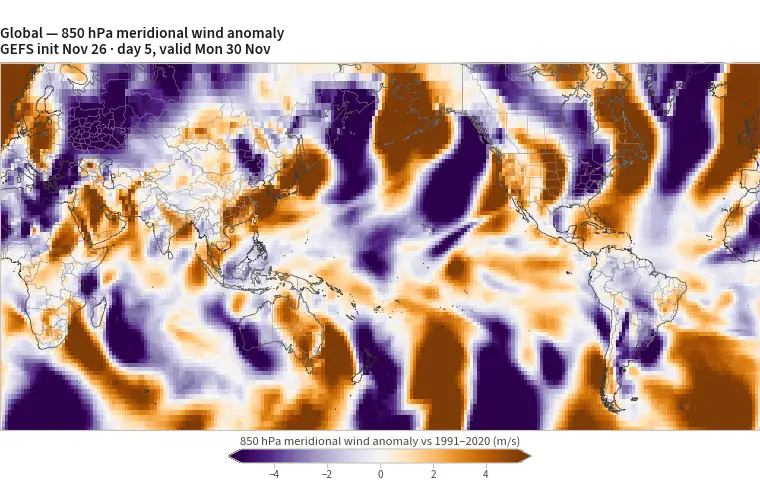 Global — 850 hPa meridional wind anomaly
GEFS init Nov 26 · day 5, valid Mon 30 Nov
850 hPa meridional wind anomaly vs 1991–2020 (m/s)
−4 −2 0 2 4